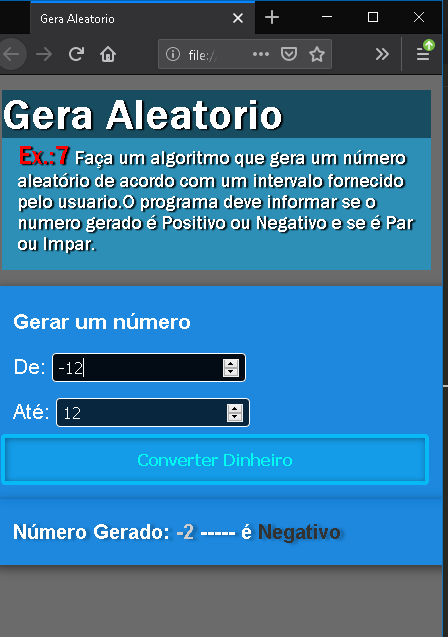 Gera Aleatorio
file:/
Gera Aleatorio
Ex.:7 Faça um algoritmo que gera um número
aleatório de acordo com um intervalo fornecido
pelo usuario.O programa deve informar se o
numero gerado é Positivo ou Negativo e se é Par
ou Impar.
Gerar um número
De: -12
Até: 12
Converter Dinheiro
Número Gerado: -2 ----- é Negativo